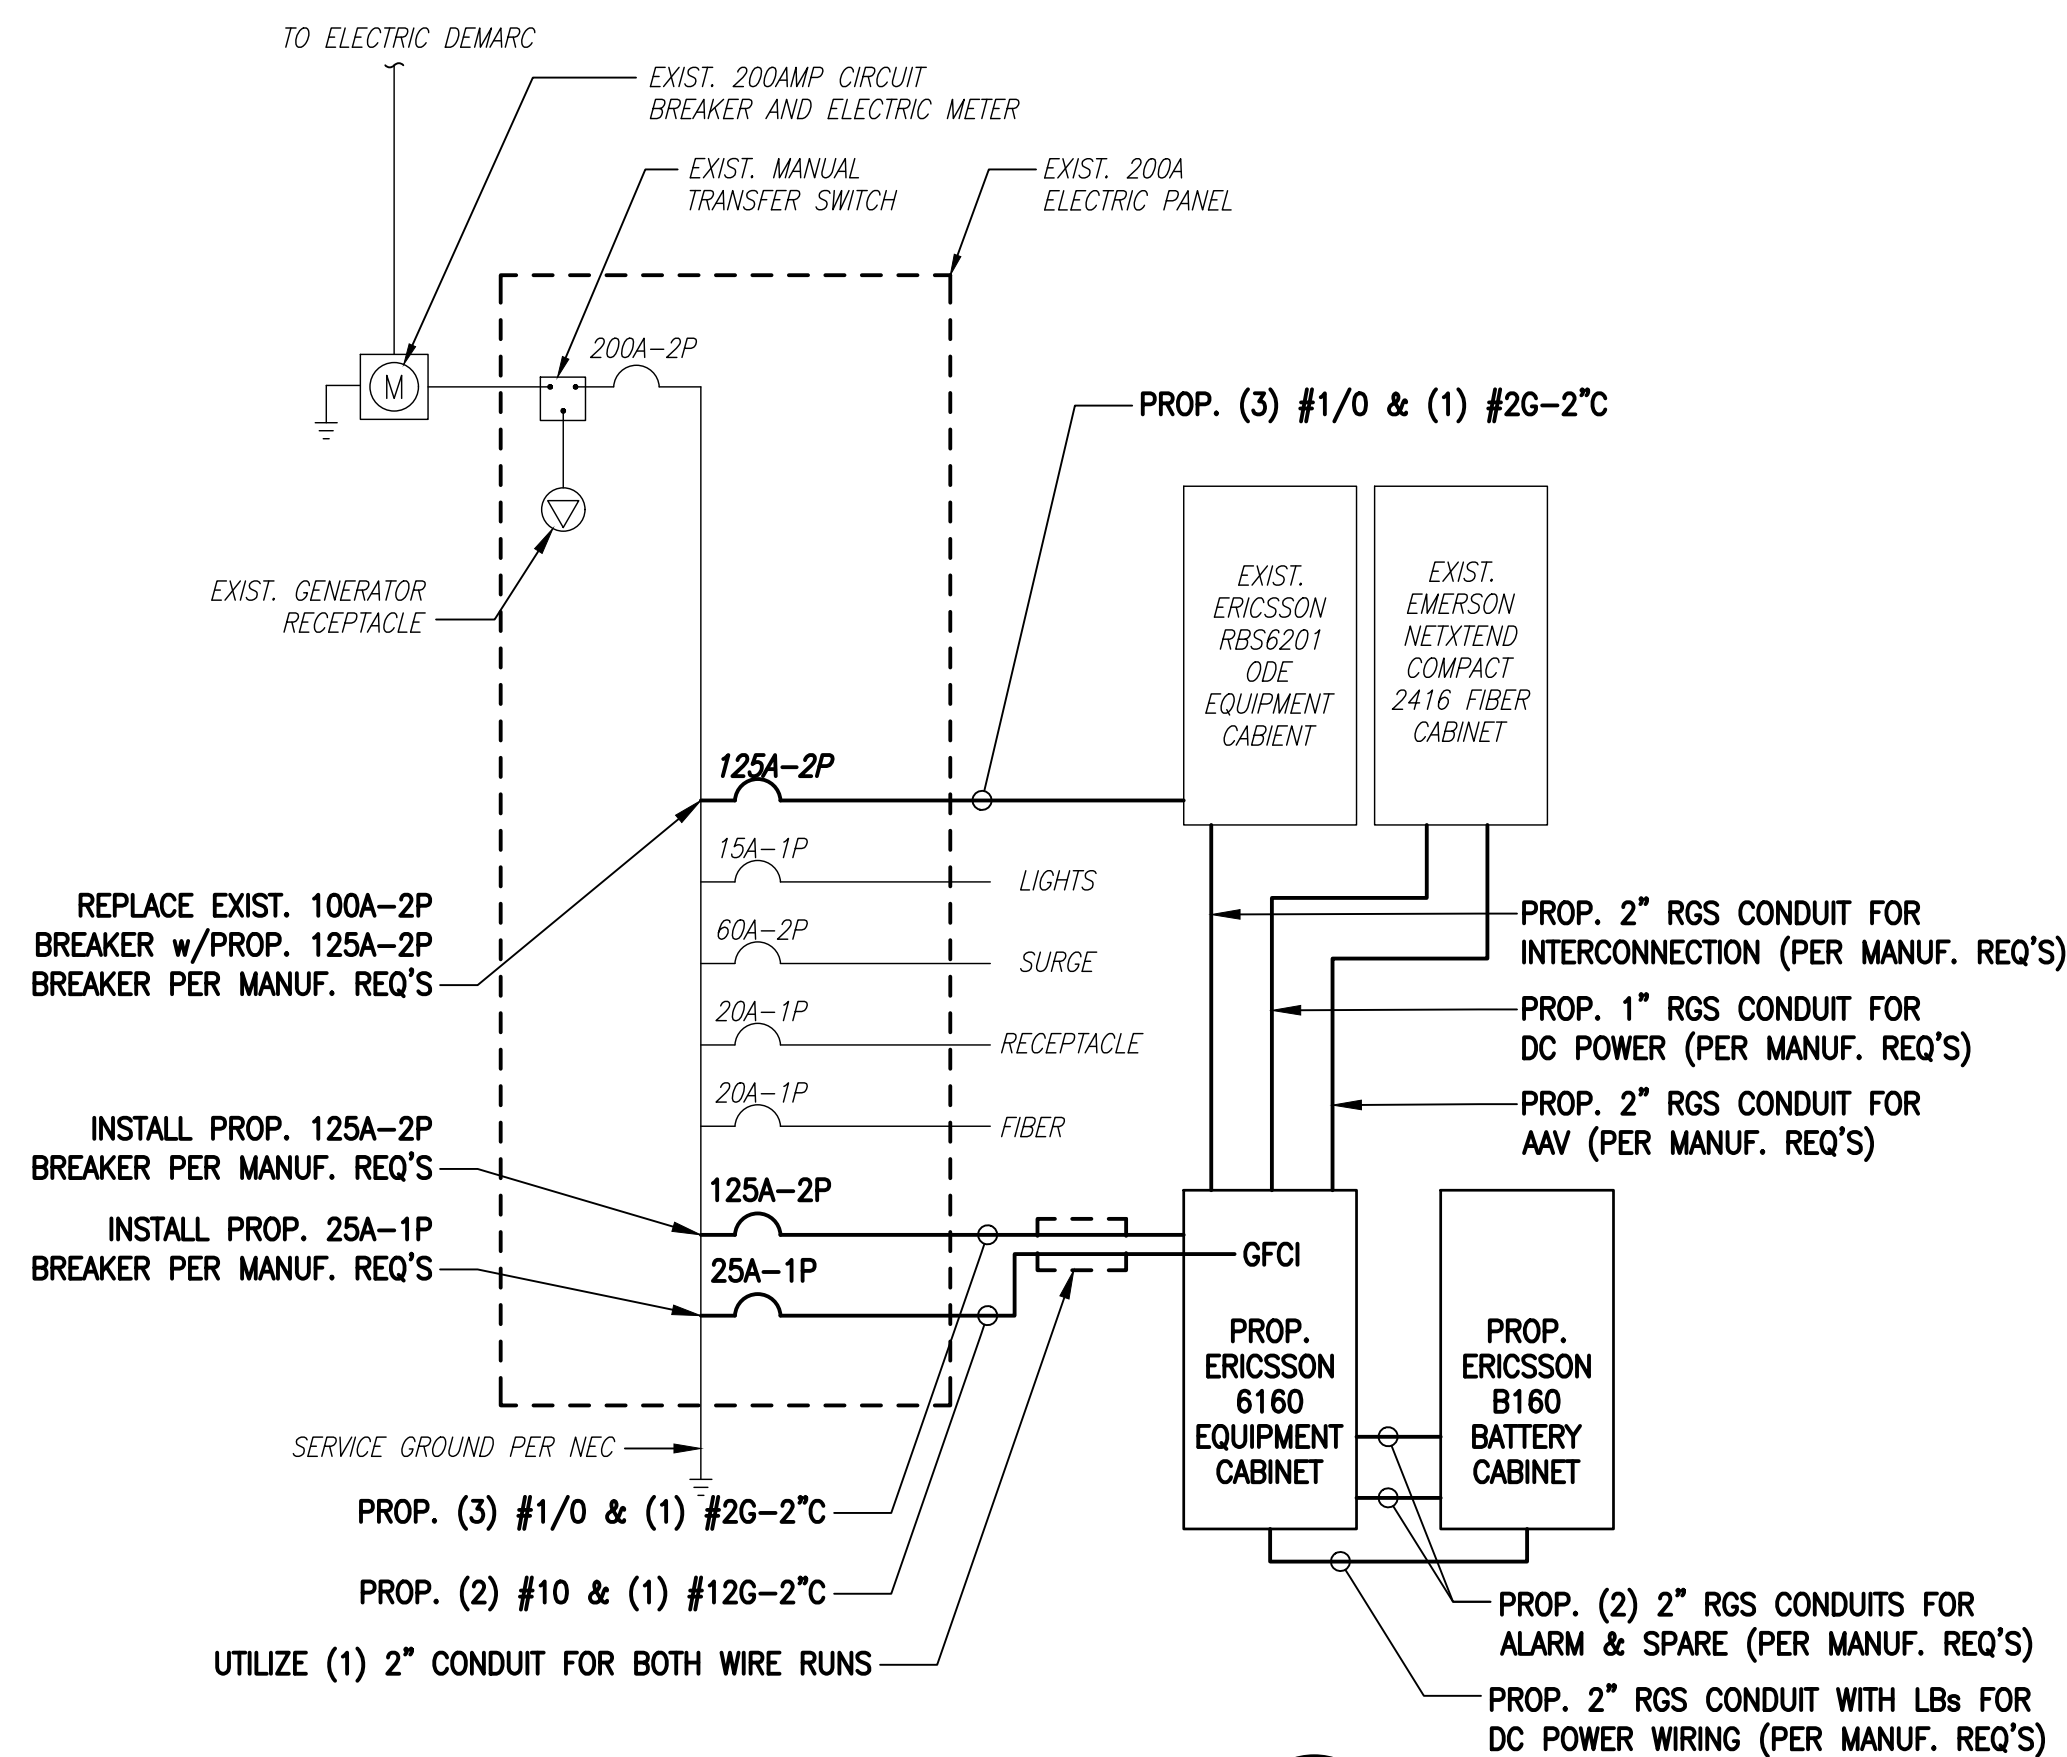 TO ELECTRIC DEMARC
EXIST. 200AMP CIRCUIT
BREAKER AND ELECTRIC METER
EXIST. MANUAL
TRANSFER SWITCH
EXIST. 200A
ELECTRIC PANEL
200A-2P
M
EXIST. GENERATOR
RECEPTACLE
PROP. (3) #1/0 & (1) #2G-2"C
EXIST.
ERICSSON
RBS6201
ODE
EQUIPMENT
CABIENT
EXIST.
EMERSON
NETXTEND
COMPACT
2416 FIBER
CABINET
125A-2P
15A-1P
LIGHTS
60A-2P
SURGE
20A-1P
RECEPTACLE
20A-1P
FIBER
125A-2P
25A-1P
REPLACE EXIST. 100A-2P
BREAKER w/PROP. 125A-2P
BREAKER PER MANUF. REQ'S
INSTALL PROP. 125A-2P
BREAKER PER MANUF. REQ'S
INSTALL PROP. 25A-1P
BREAKER PER MANUF. REQ'S
PROP. 2" RGS CONDUIT FOR
INTERCONNECTION (PER MANUF. REQ'S)
PROP. 1" RGS CONDUIT FOR
DC POWER (PER MANUF. REQ'S)
PROP. 2" RGS CONDUIT FOR
AAV (PER MANUF. REQ'S)
GFCI
PROP.
ERICSSON
6160
EQUIPMENT
CABINET
PROP.
ERICSSON
B160
BATTERY
CABINET
SERVICE GROUND PER NEC
PROP. (3) #1/0 & (1) #2G-2"C
PROP. (2) #10 & (1) #12G-2"C
UTILIZE (1) 2" CONDUIT FOR BOTH WIRE RUNS
PROP. (2) 2" RGS CONDUITS FOR
ALARM & SPARE (PER MANUF. REQ'S)
PROP. 2" RGS CONDUIT WITH LBs FOR
DC POWER WIRING (PER MANUF. REQ'S)